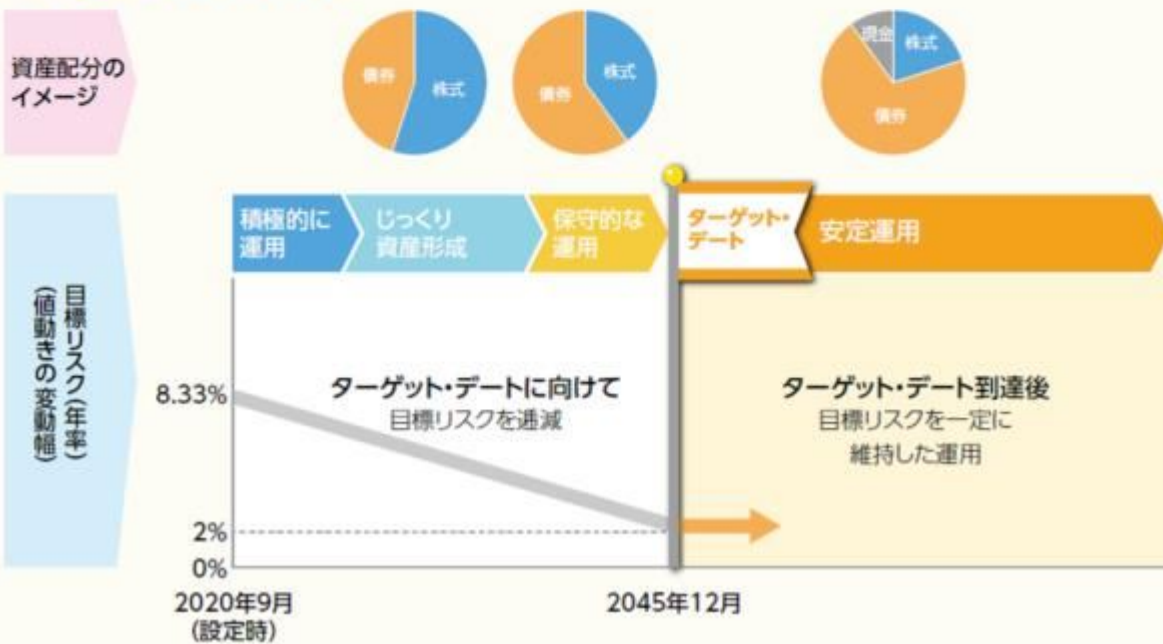 資産配分の
イメージ
債券
株式
債券
株式
現金
株式
債券
積極的に
運用
じっくり
資産形成
保守的な
運用
ターゲット・
デート
安定運用
目標リスク(年率)
(値動きの変動幅)
8.33%
2%
0%
ターゲット・デートに向けて
目標リスクを逓減
ターゲット・デート到達後
目標リスクを一定に
維持した運用
2020年9月
(設定時)
2045年12月